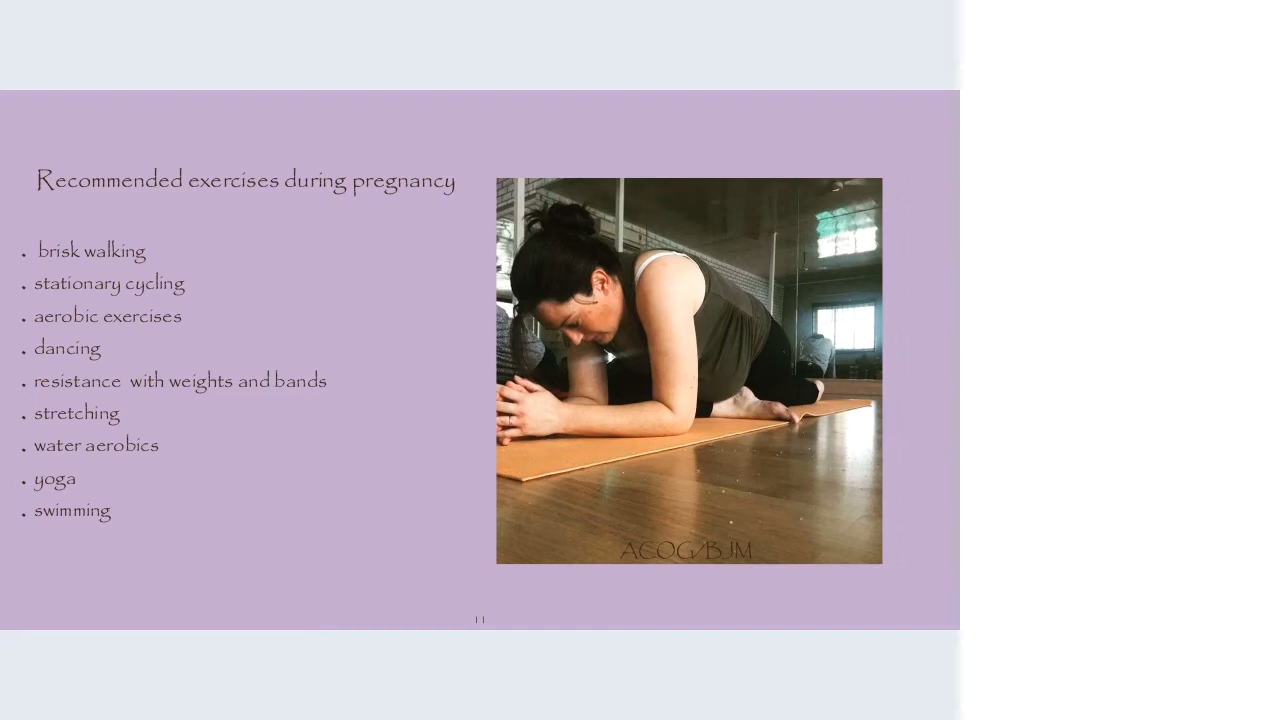 Recommended exercises during pregnancy
. brisk walking
. stationary cycling
. aerobic exercises
. dancing
. resistance with weights and bands
. stretching
. water aerobics
. yoga
. swimming
ACOG/BJM
11